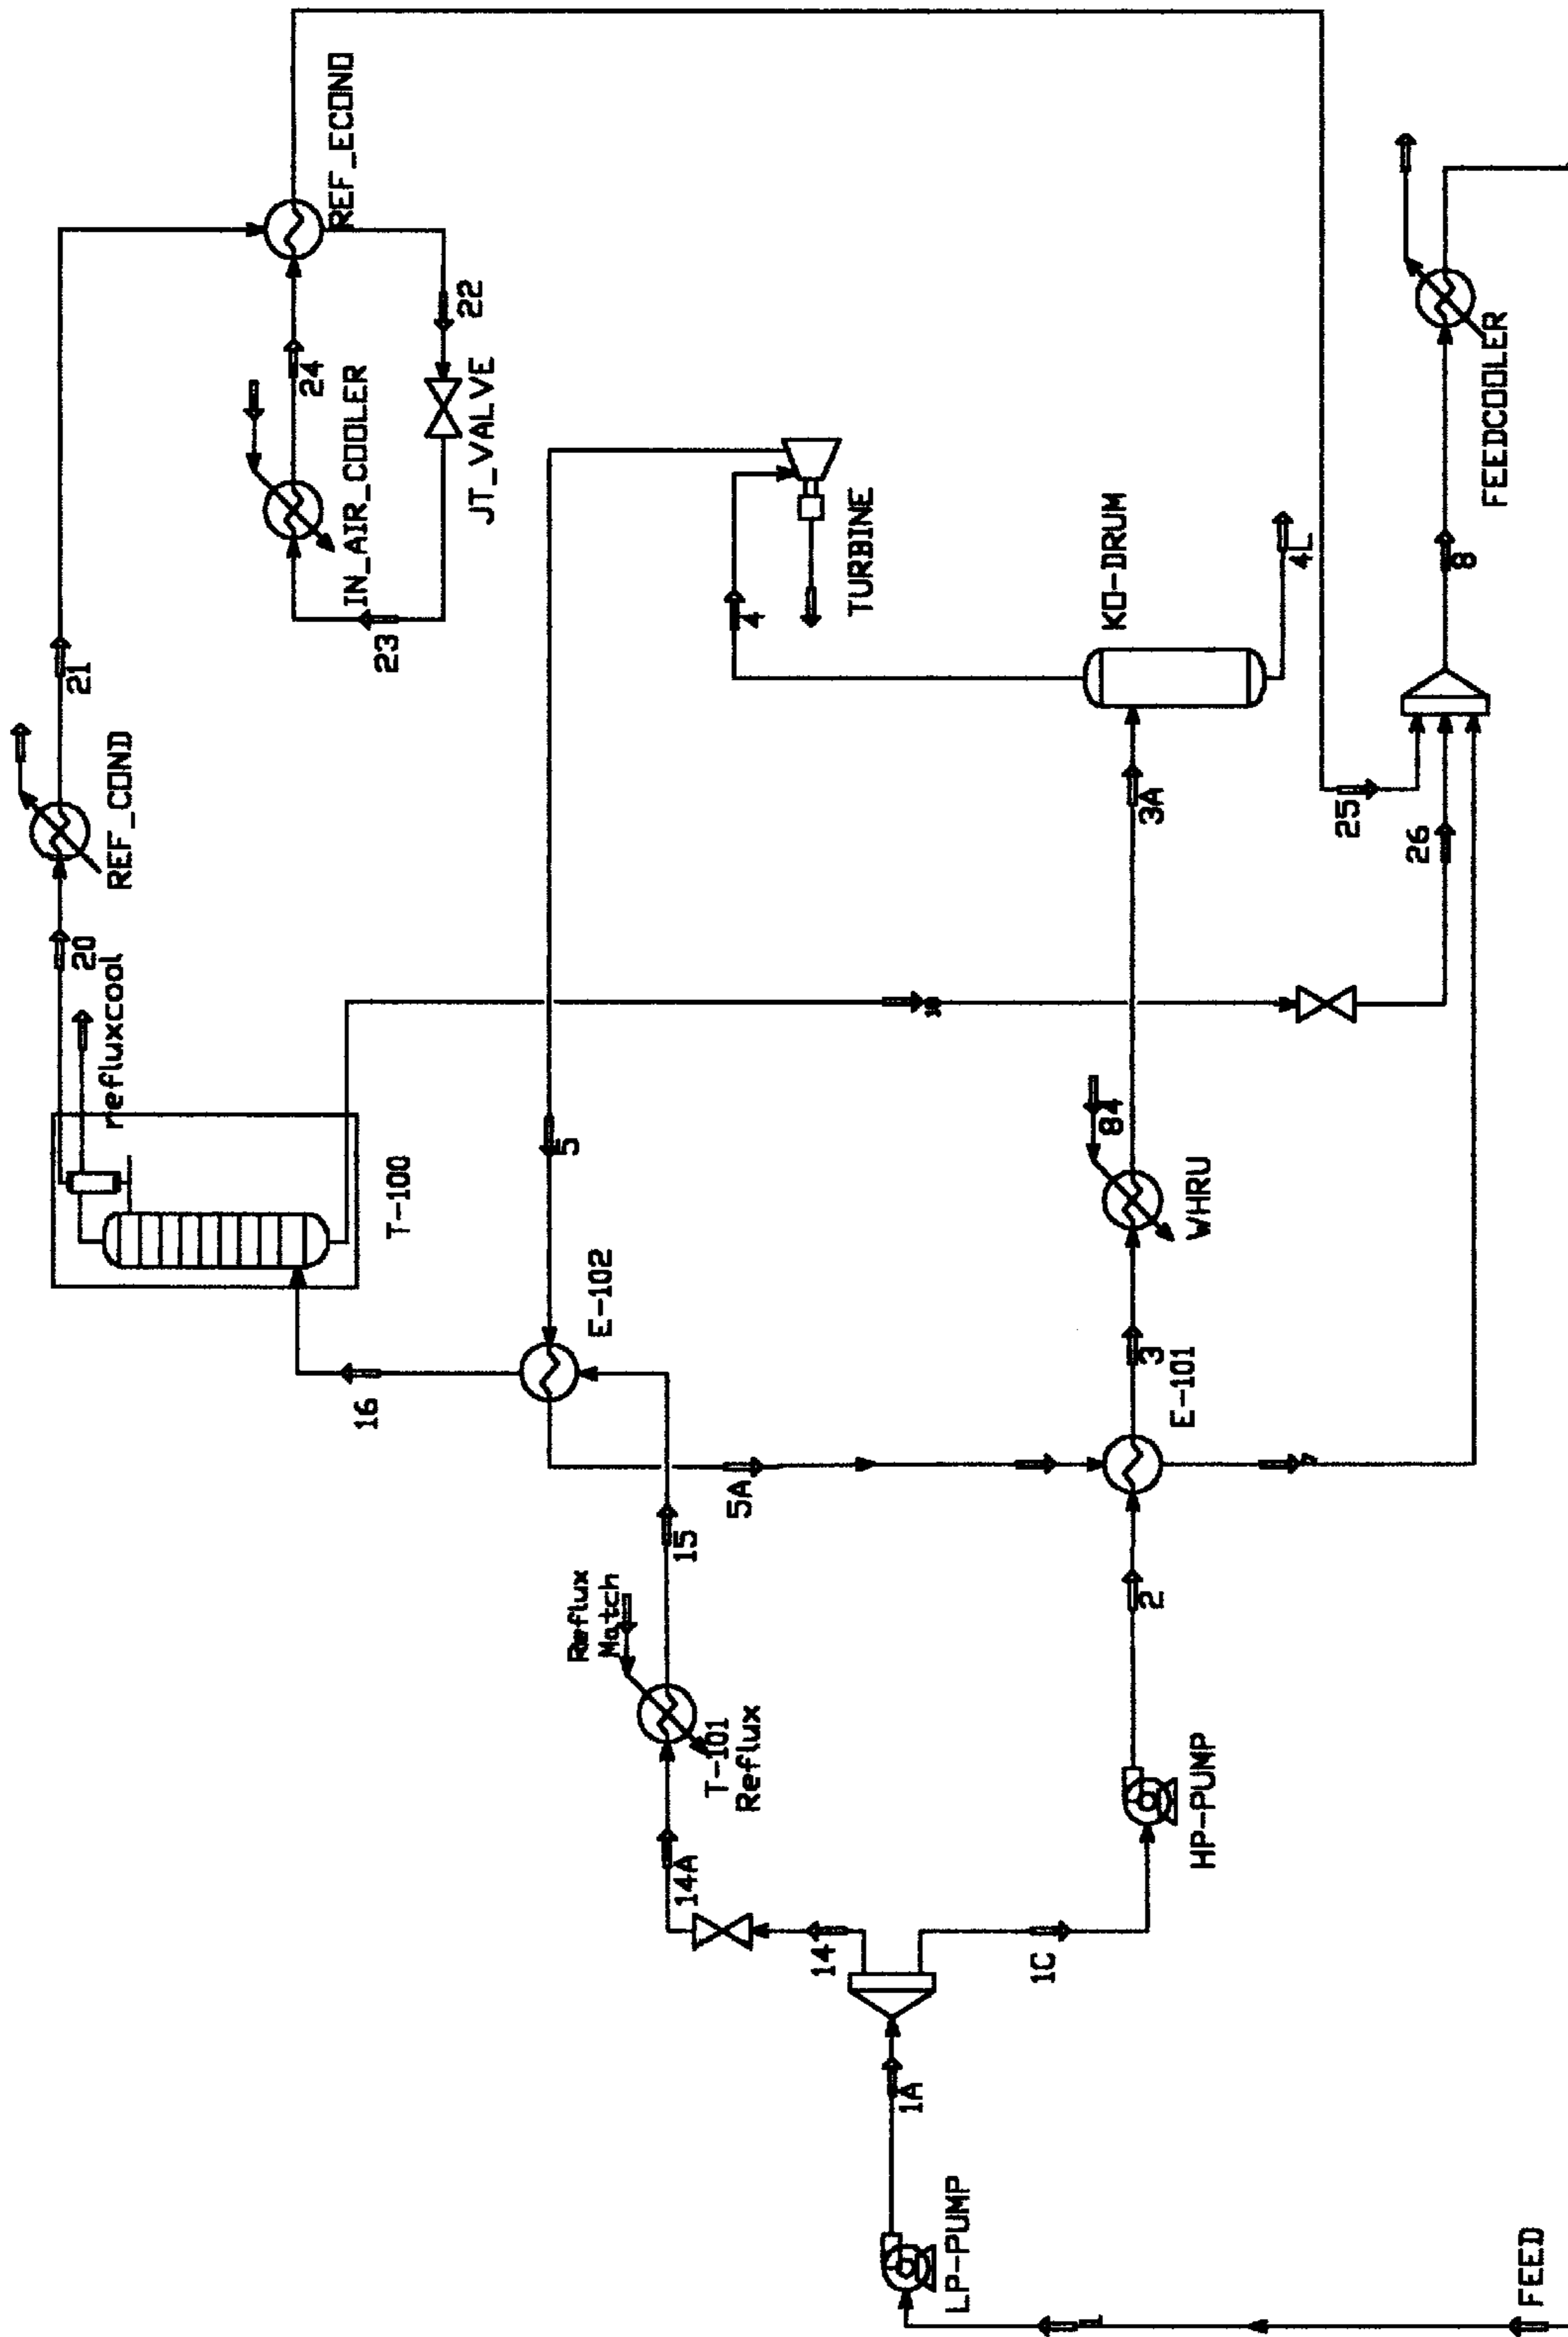 REF_ECOND
21
REF_COND
20
refluxcool
T-100
22
24
IN_AIR_COOLER
JT_VALVE
23
TURBINE
4
KO-DRUM
4L
FEEDCOOLER
8
25
26
3A
5
84
WHRU
E-102
16
3
E-101
7
5A
15
Reflux
Match
T-101
Reflux
14A
2
HP-PUMP
14
1C
1A
LP-PUMP
1
FEED